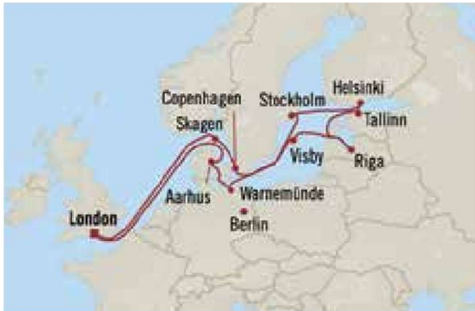 Helsinki
Copenhagen
Stockholm
Tallinn
Skagen
Visby
Riga
Aarhus
Warnemünde
London
Berlin